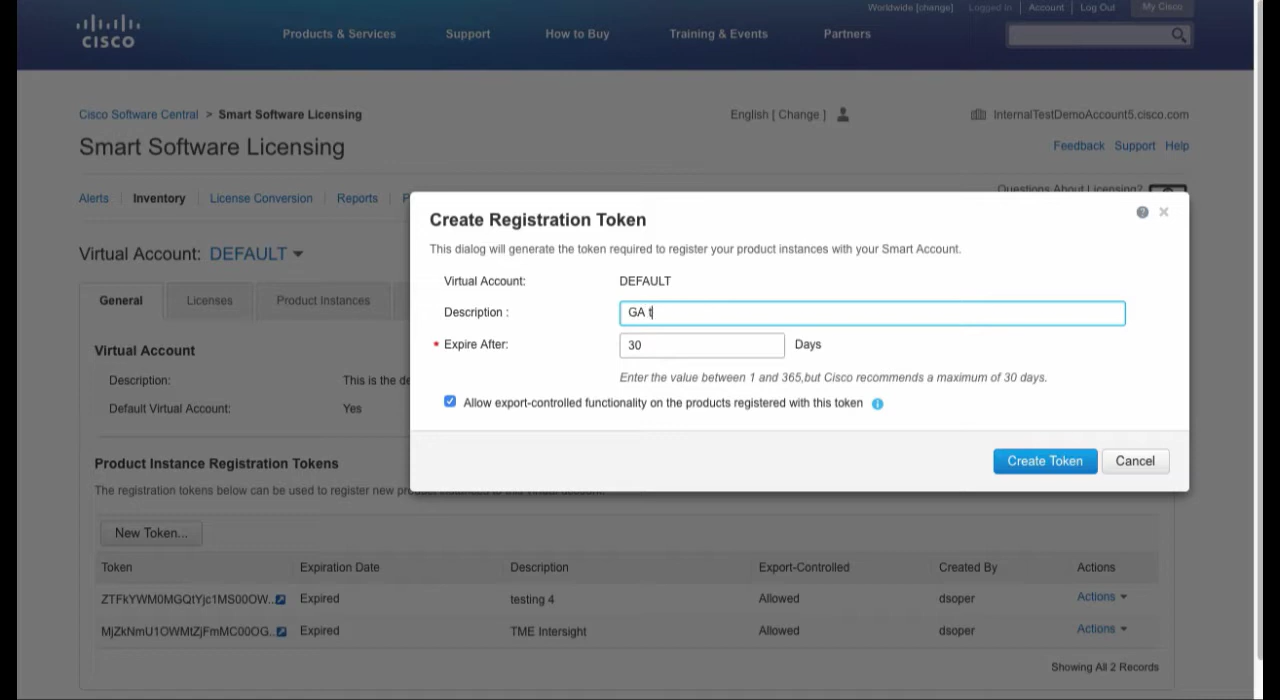 Worldwide [change] Logged in Account Log Out My Cisco
CISCO
Products & Services Support How to Buy Training & Events Partners
Cisco Software Central > Smart Software Licensing English [ Change ] InternalTestDemoAccount5.cisco.com
Smart Software Licensing
Feedback Support Help
Questions About Licensing?
Alerts Inventory License Conversion Reports P
Create Registration Token
This dialog will generate the token required to register your product instances with your Smart Account.
Virtual Account: DEFAULT
Virtual Account: DEFAULT
Description : GA t
Expire After: 30 Days
Enter the value between 1 and 365,but Cisco recommends a maximum of 30 days.
Allow export-controlled functionality on the products registered with this token
Create Token Cancel
General Licenses Product Instances
Virtual Account
Description: This is the de
Default Virtual Account: Yes
Product Instance Registration Tokens
The registration tokens below can be used to register new
New Token...
Token Expiration Date Description Export-Controlled Created By Actions
ZTFkYWM0MGQtYjc1MS00OW.. Expired testing 4 Allowed dsoper Actions
MjZkNmU1OWMtZjFmMC00OG.. Expired TME Intersight Allowed dsoper Actions
Showing All 2 Records